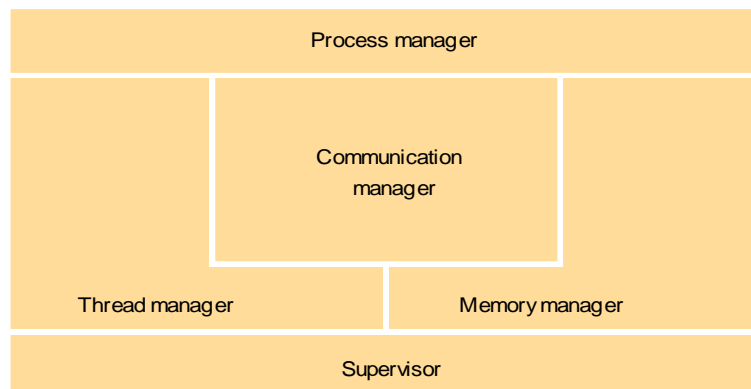 Process manager
Communication
manager
Thread manager
Memory manager
Supervisor